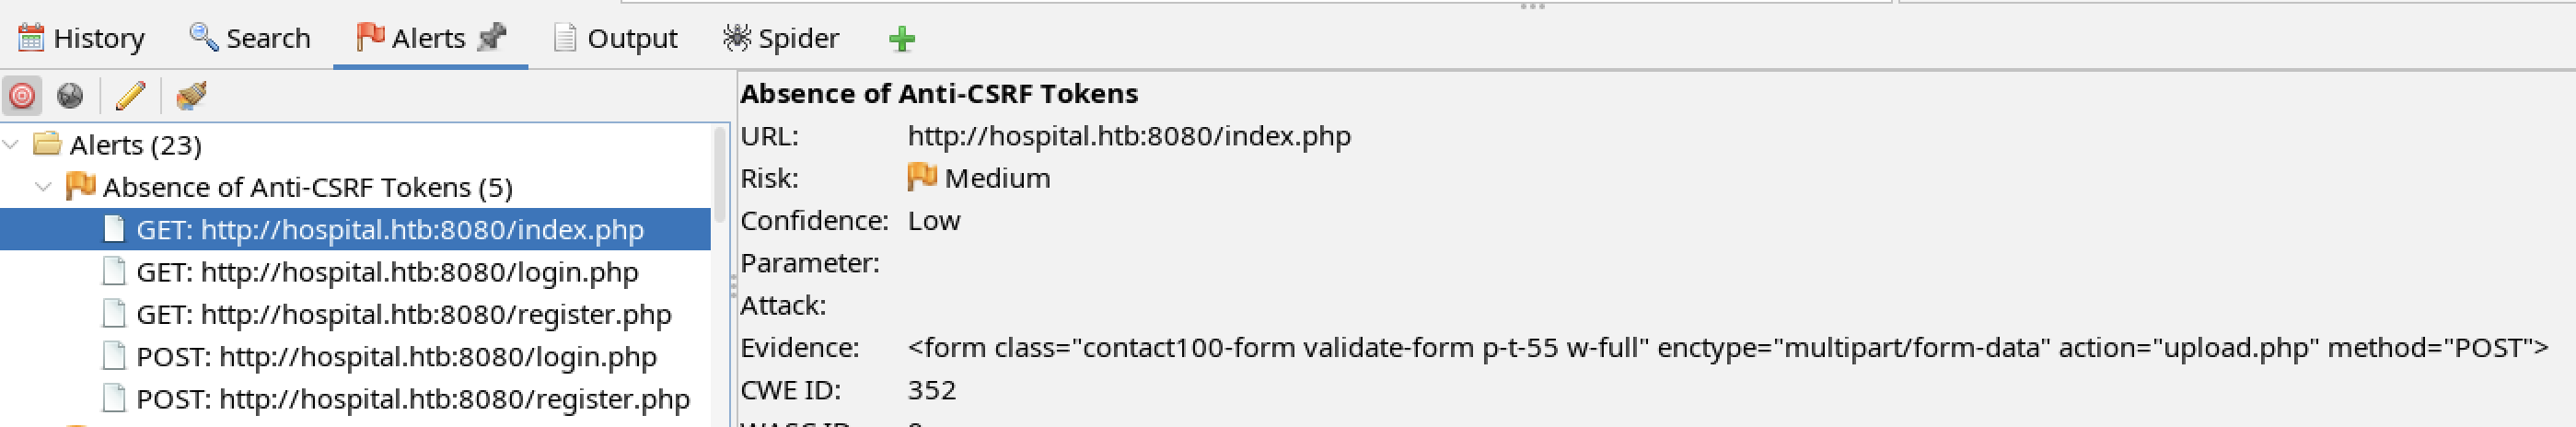 History Search Alerts Output Spider
Alerts (23)
Absence of Anti-CSRF Tokens (5)
GET: http://hospital.htb:8080/index.php
GET: http://hospital.htb:8080/login.php
GET: http://hospital.htb:8080/register.php
POST: http://hospital.htb:8080/login.php
POST: http://hospital.htb:8080/register.php
Absence of Anti-CSRF Tokens
URL: http://hospital.htb:8080/index.php
Risk: Medium
Confidence: Low
Parameter:
Attack:
Evidence: <form class="contact100-form validate-form p-t-55 w-full" enctype="multipart/form-data" action="upload.php" method="POST">
CWE ID: 352